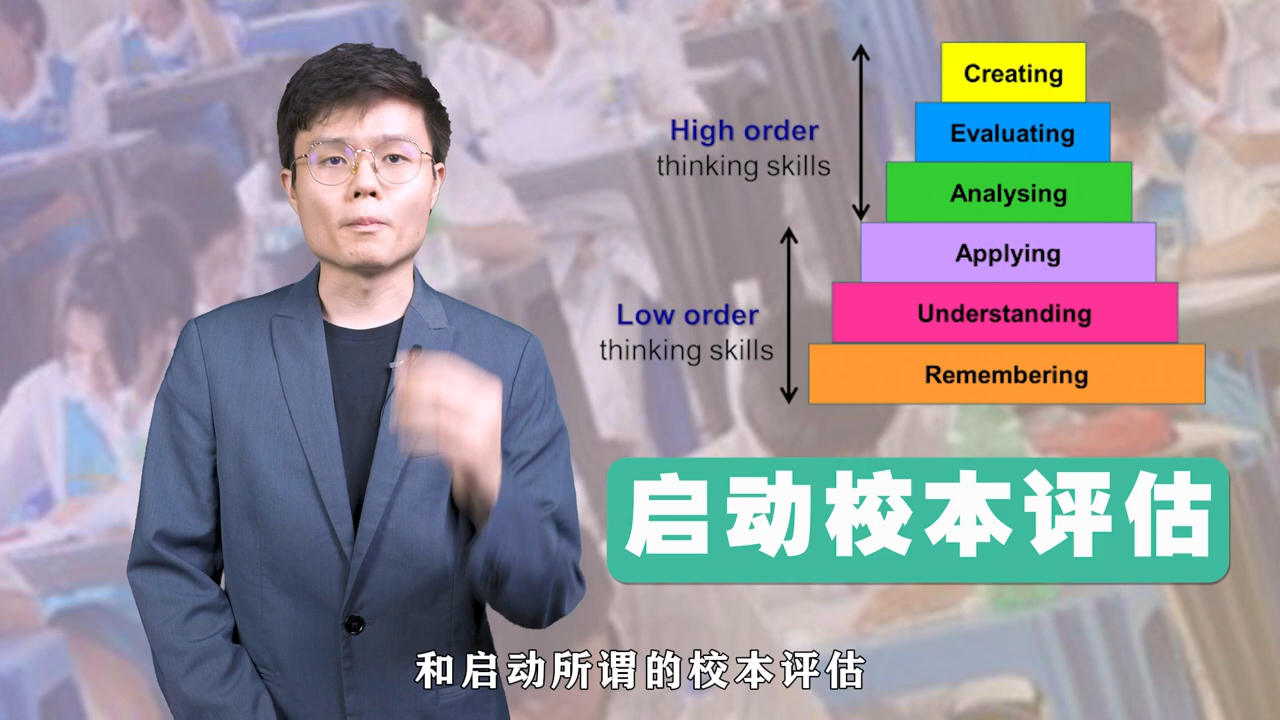 Creating
Evaluating
Analysing
Applying
Understanding
Remembering
High order
thinking skills
Low order
thinking skills
启动校本评估
和启动所谓的校本评估